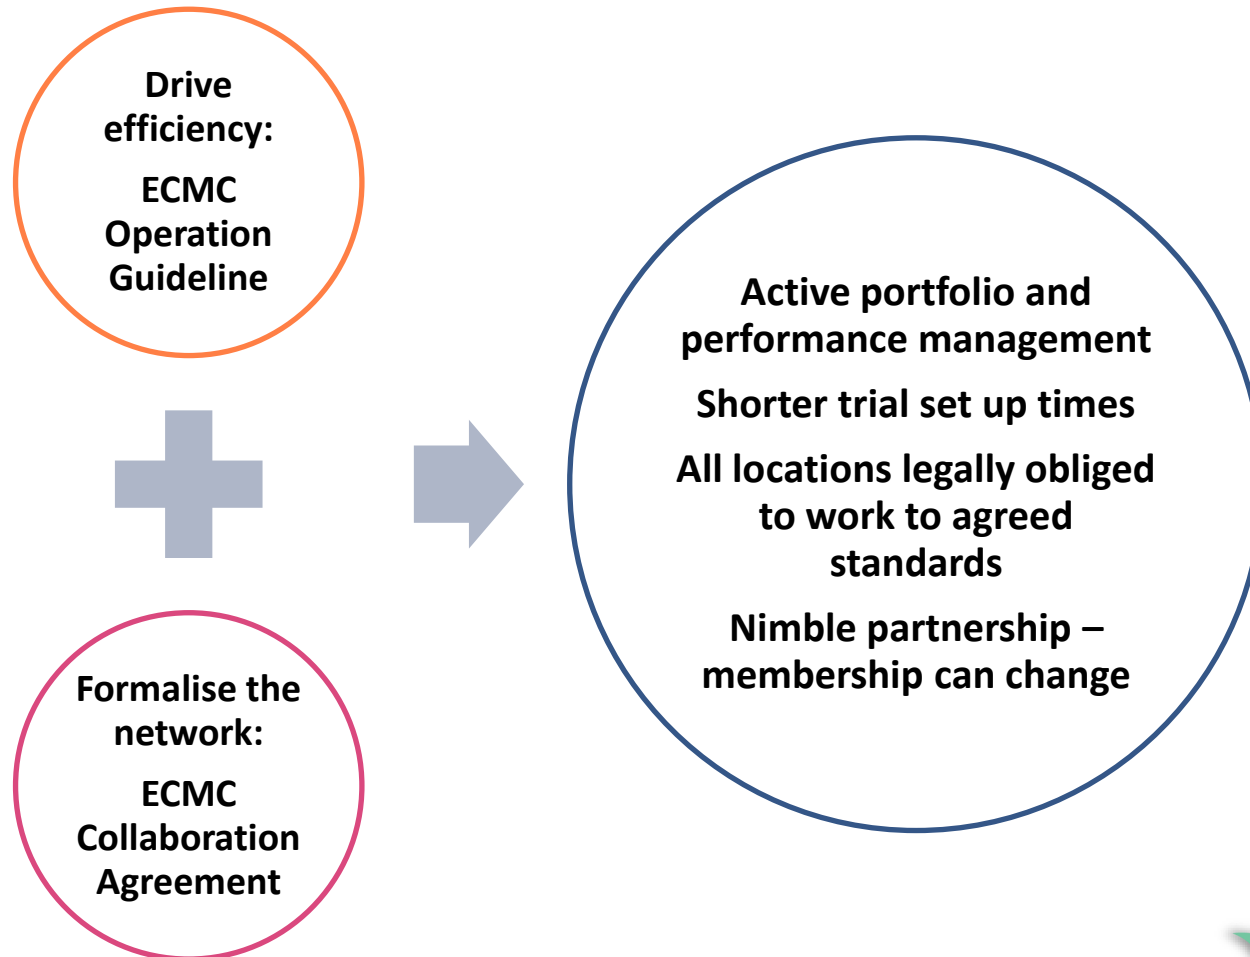 Drive
efficiency:
ECMC
Operation
Guideline
Formalise the
network:
ECMC
Collaboration
Agreement
Active portfolio and
performance management
Shorter trial set up times
All locations legally obliged
to work to agreed
standards
Nimble partnership –
membership can change